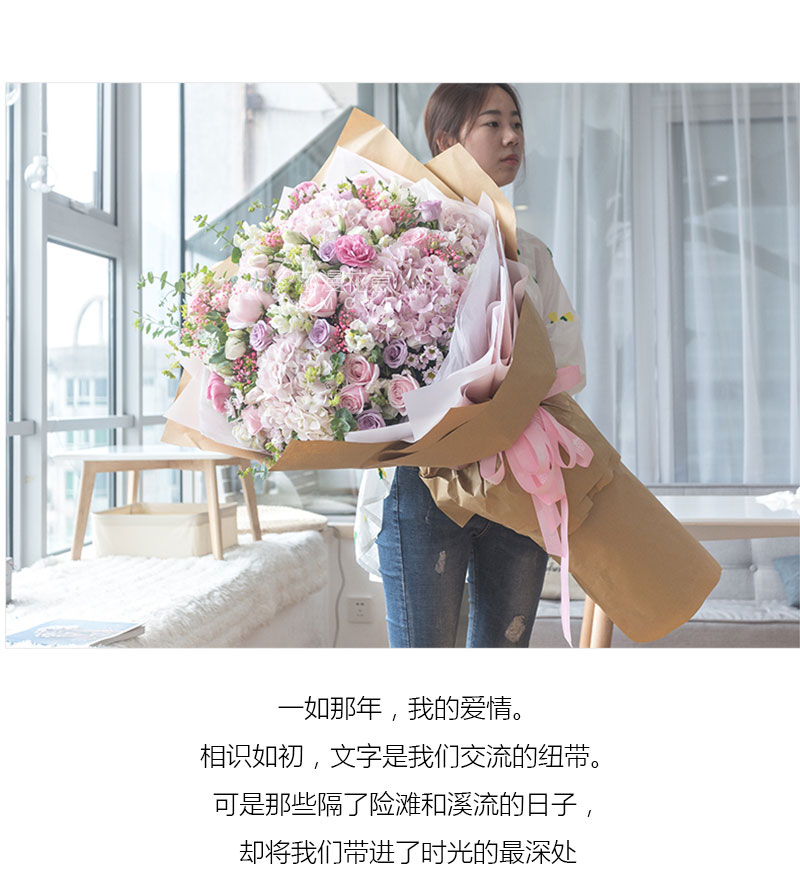 一如那年，我的爱情。
相识如初，文字是我们交流的纽带。
可是那些隔了险滩和溪流的日子，
却将我们带进了时光的最深处